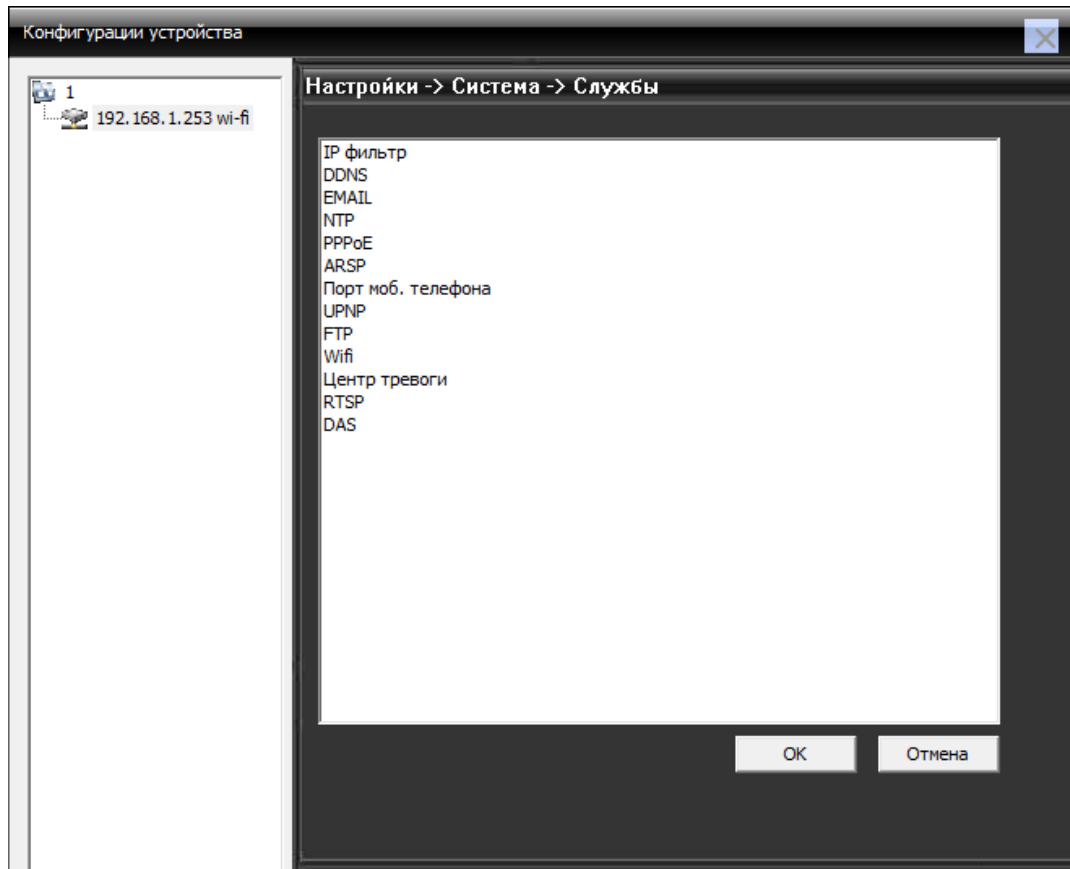 Конфигурации устройства
1
192.168.1.253 wi-fi
Настройки -> Система -> Службы
IP фильтр
DDNS
EMAIL
NTP
PPPoE
ARSP
Порт моб. телефона
UPNP
FTP
Wifi
Центр тревоги
RTSP
DAS
OK
Отмена